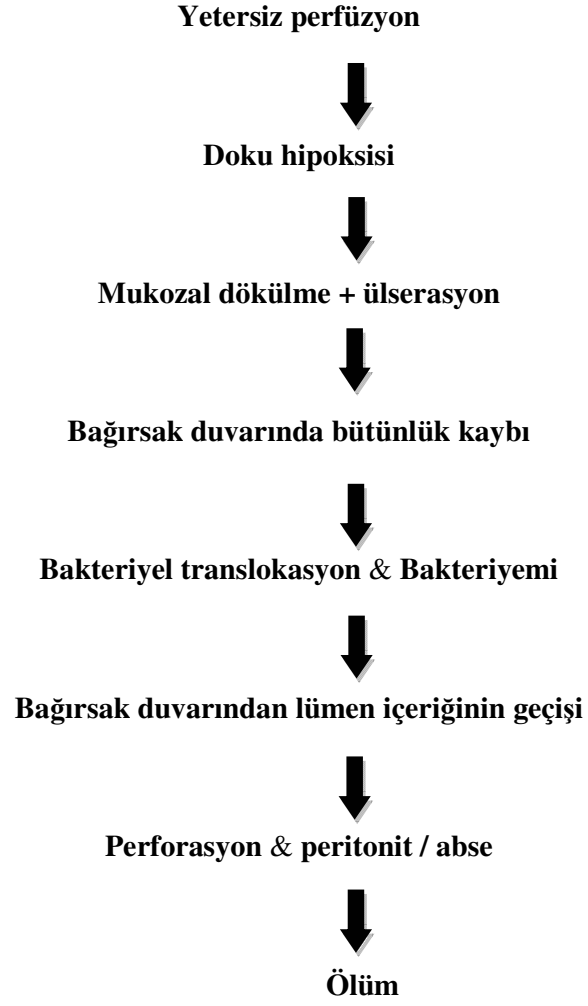 Yetersiz perfüzyon
Doku hipoksisi
Mukozal dökülme + ülserasyon
Bağırsak duvarında bütünlük kaybı
Bakteriyel translokasyon & Bakteriyemi
Bağırsak duvarından lümen içeriğinin geçişi
Perforasyon & peritonit / abse
Ölüm